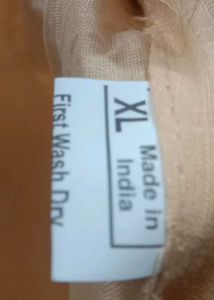 XL
Made in
India
First Wash Dry